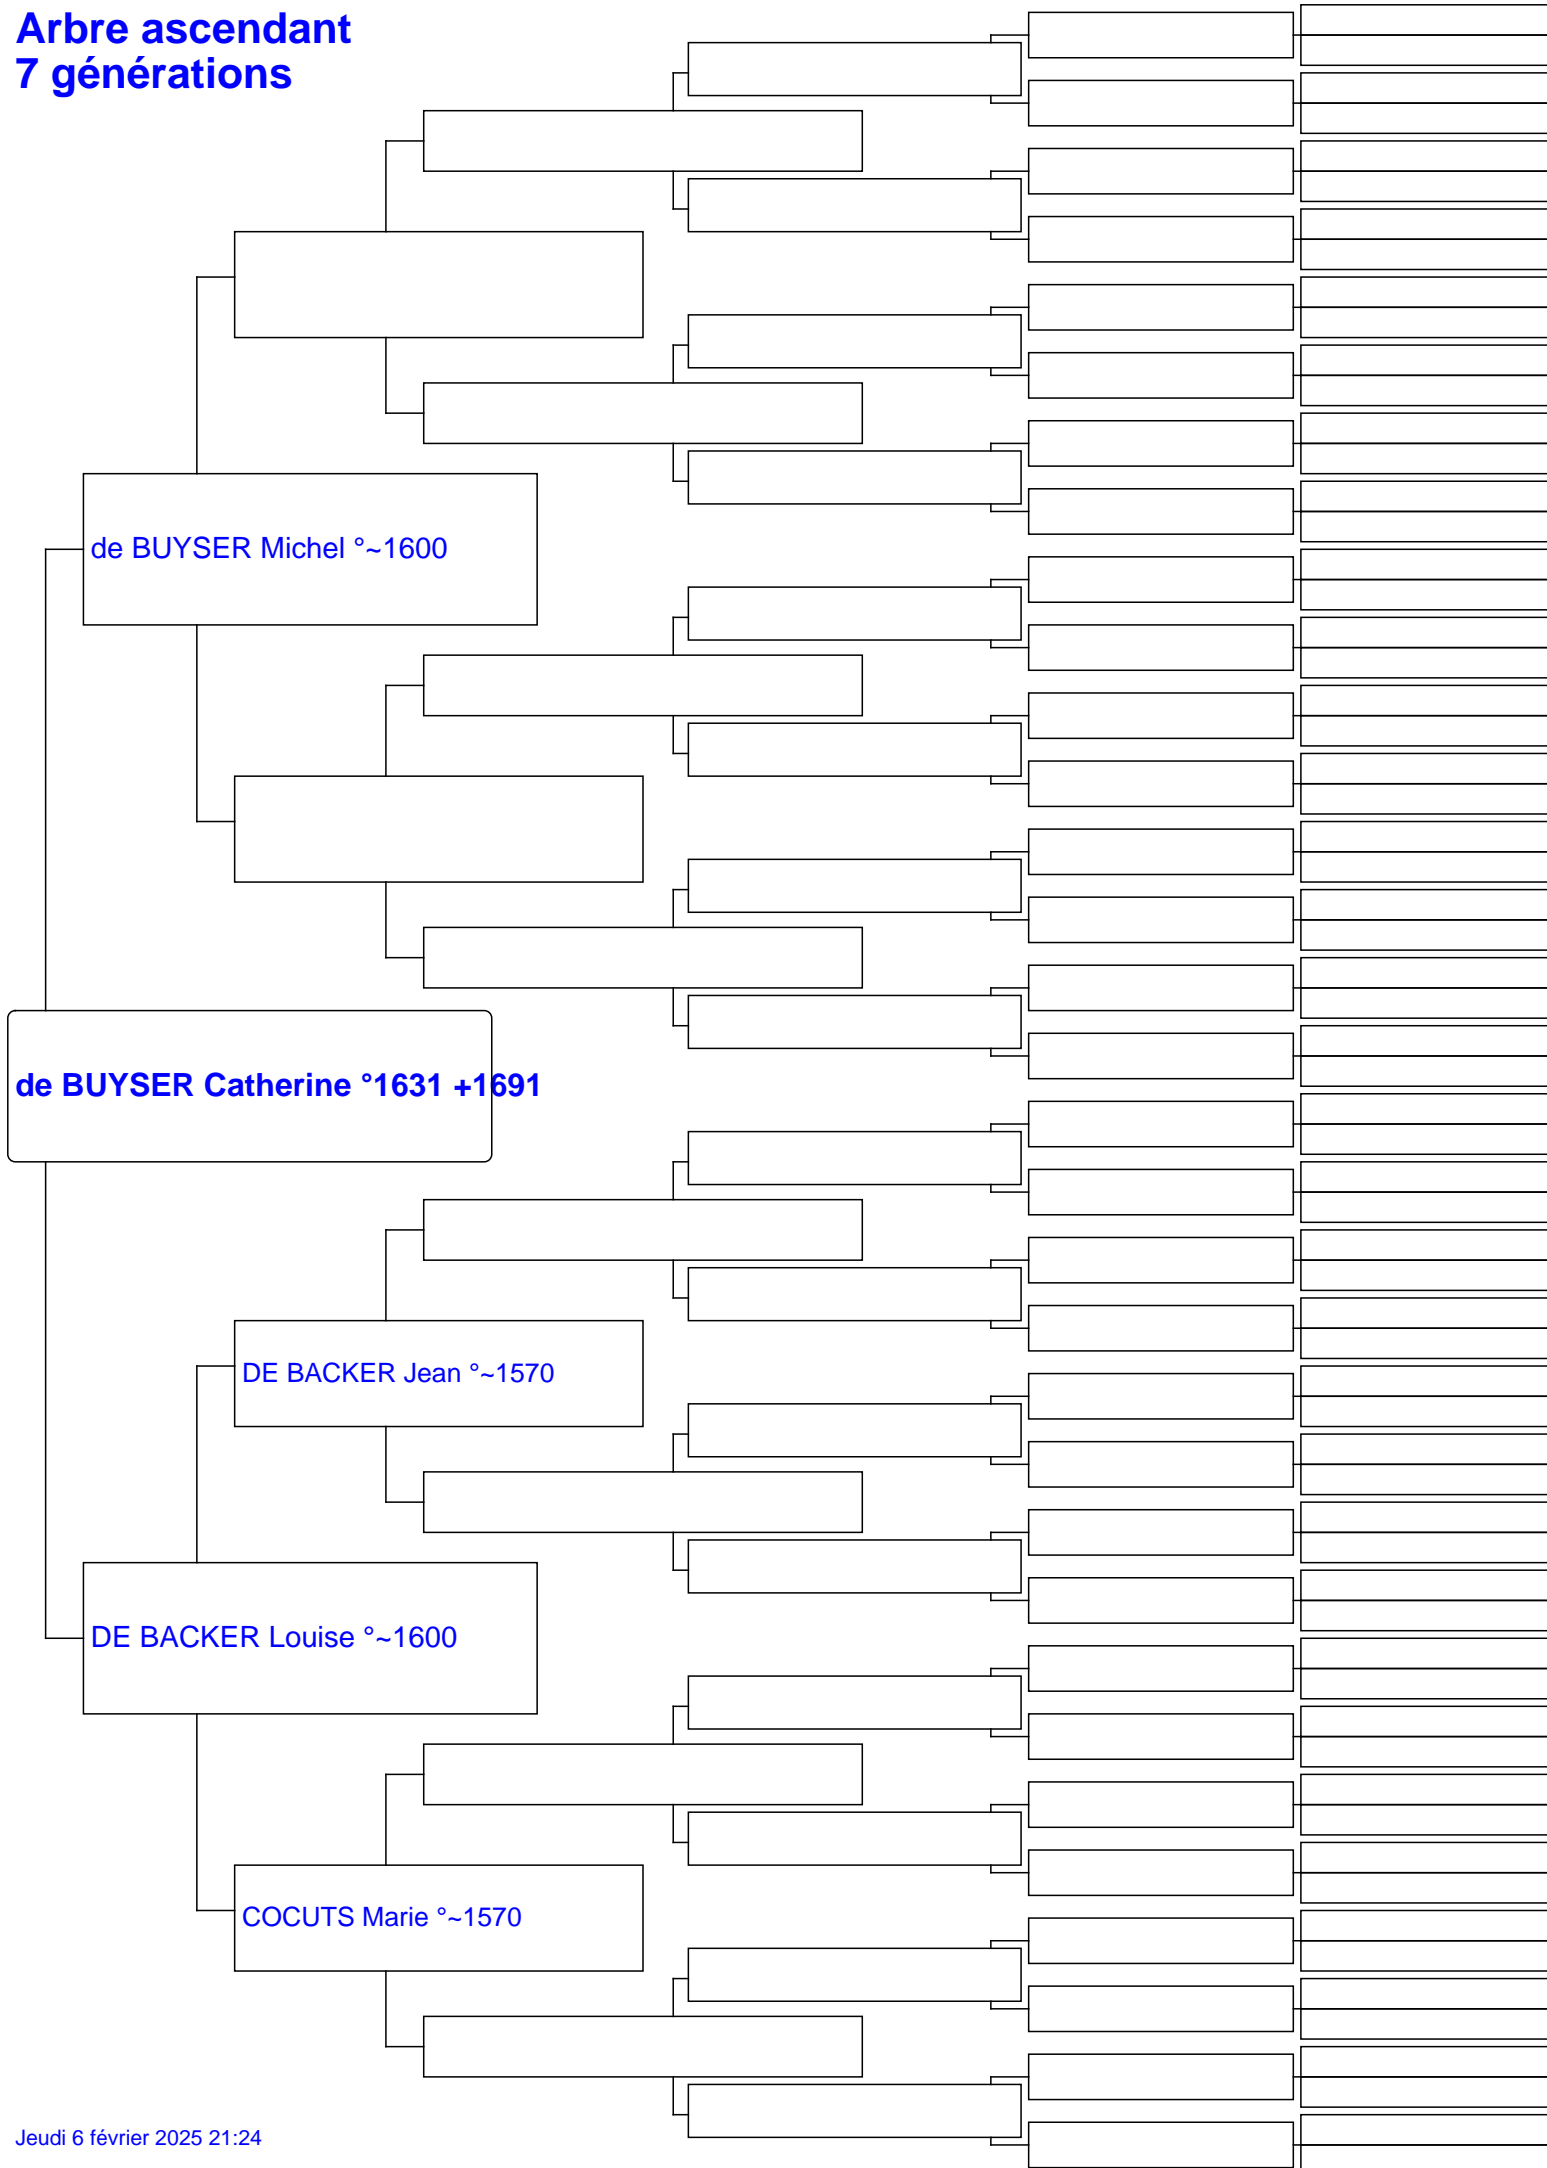 Arbre ascendant
7 générations
de BUYSER Michel °~1600
de BUYSER Catherine °1631 +1691
DE BACKER Jean °~1570
DE BACKER Louise °~1600
COCUTS Marie °~1570
Jeudi 6 février 2025 21:24